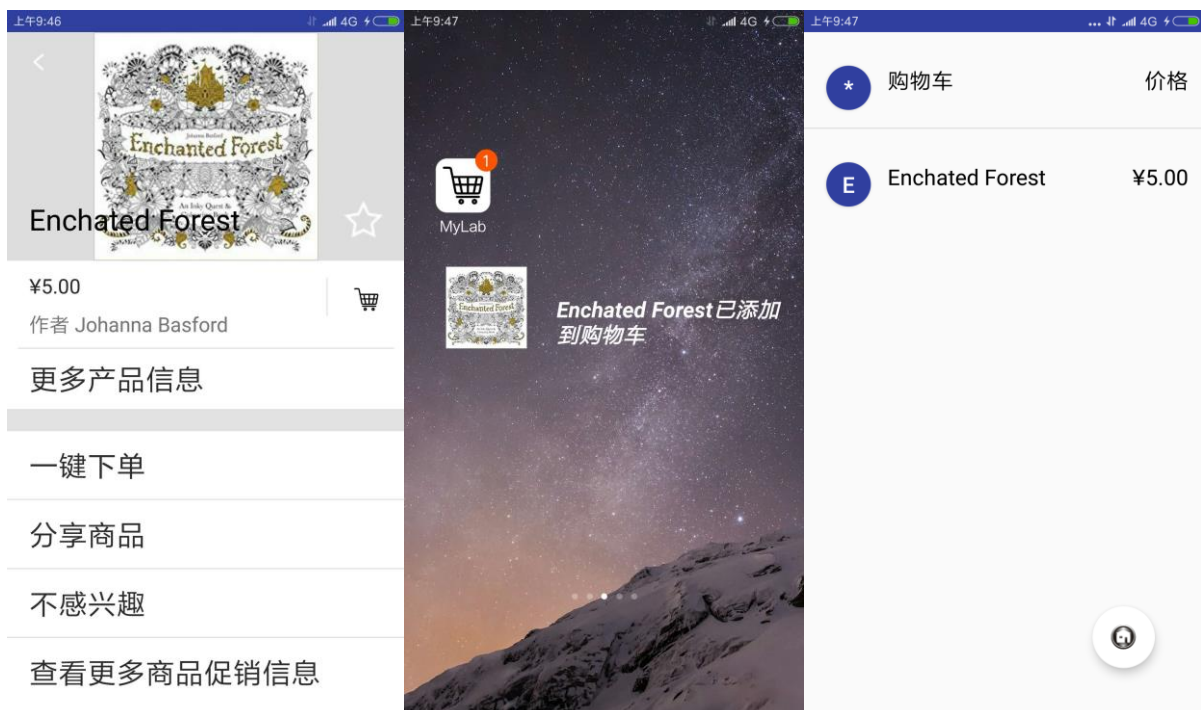 上午9:46
4G
Johanna Basford
Enchanted Forest
An Inky Quest &
Enchated Forest
¥5.00
作者 Johanna Basford
更多产品信息
一键下单
分享商品
不感兴趣
查看更多商品促销信息
上午9:47
4G
1
MyLab
Enchanted Forest
Enchated Forest已添加
到购物车
上午9:47
... 4G
* 购物车 价格
E Enchated Forest ¥5.00